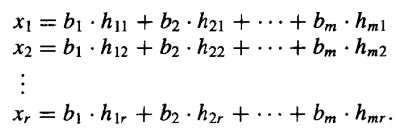 x₁ = b₁ · h₁₁ + b₂ · h₂₁ + ··· + bₘ · hₘ₁
x₂ = b₁ · h₁₂ + b₂ · h₂₂ + ··· + bₘ · hₘ₂
⋮
xᵣ = b₁ · h₁ᵣ + b₂ · h₂ᵣ + ··· + bₘ · hₘᵣ.